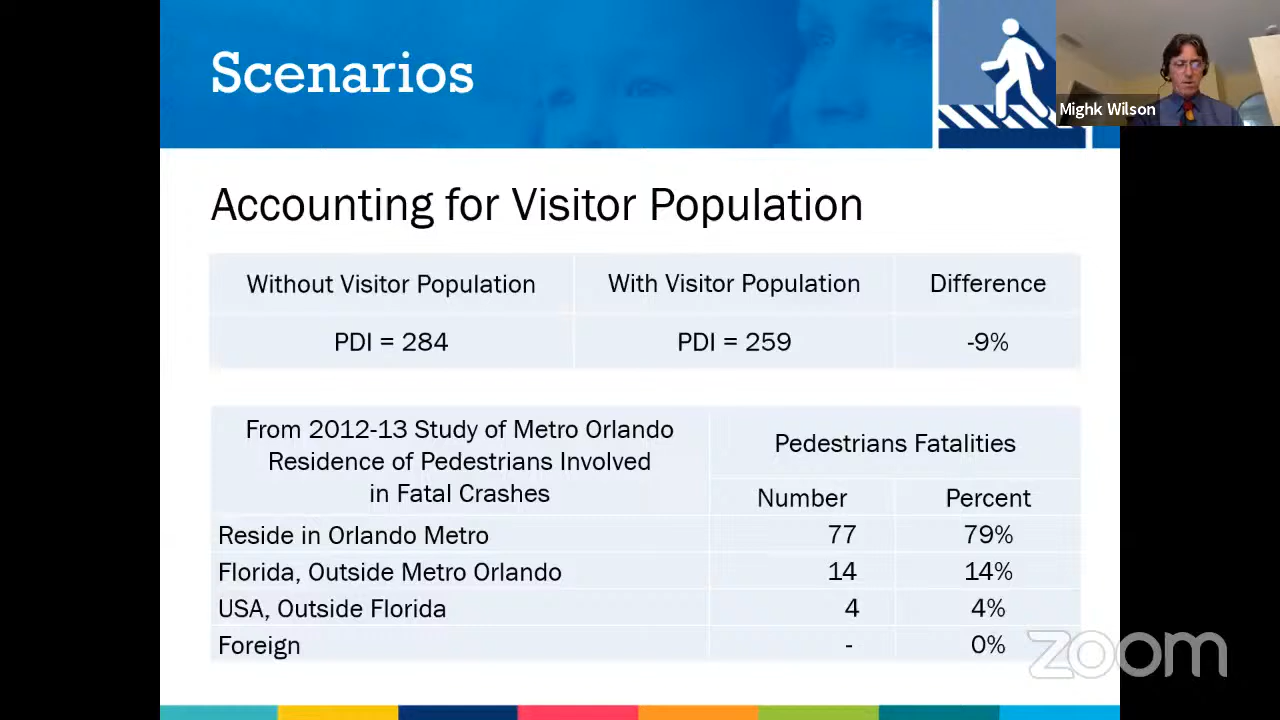 Scenarios
Mighk Wilson
Accounting for Visitor Population
Without Visitor Population With Visitor Population Difference
PDI = 284 PDI = 259 -9%
From 2012-13 Study of Metro Orlando
Residence of Pedestrians Involved
in Fatal Crashes
Pedestrians Fatalities
Number Percent
Reside in Orlando Metro 77 79%
Florida, Outside Metro Orlando 14 14%
USA, Outside Florida 4 4%
Foreign - 0%
zoom